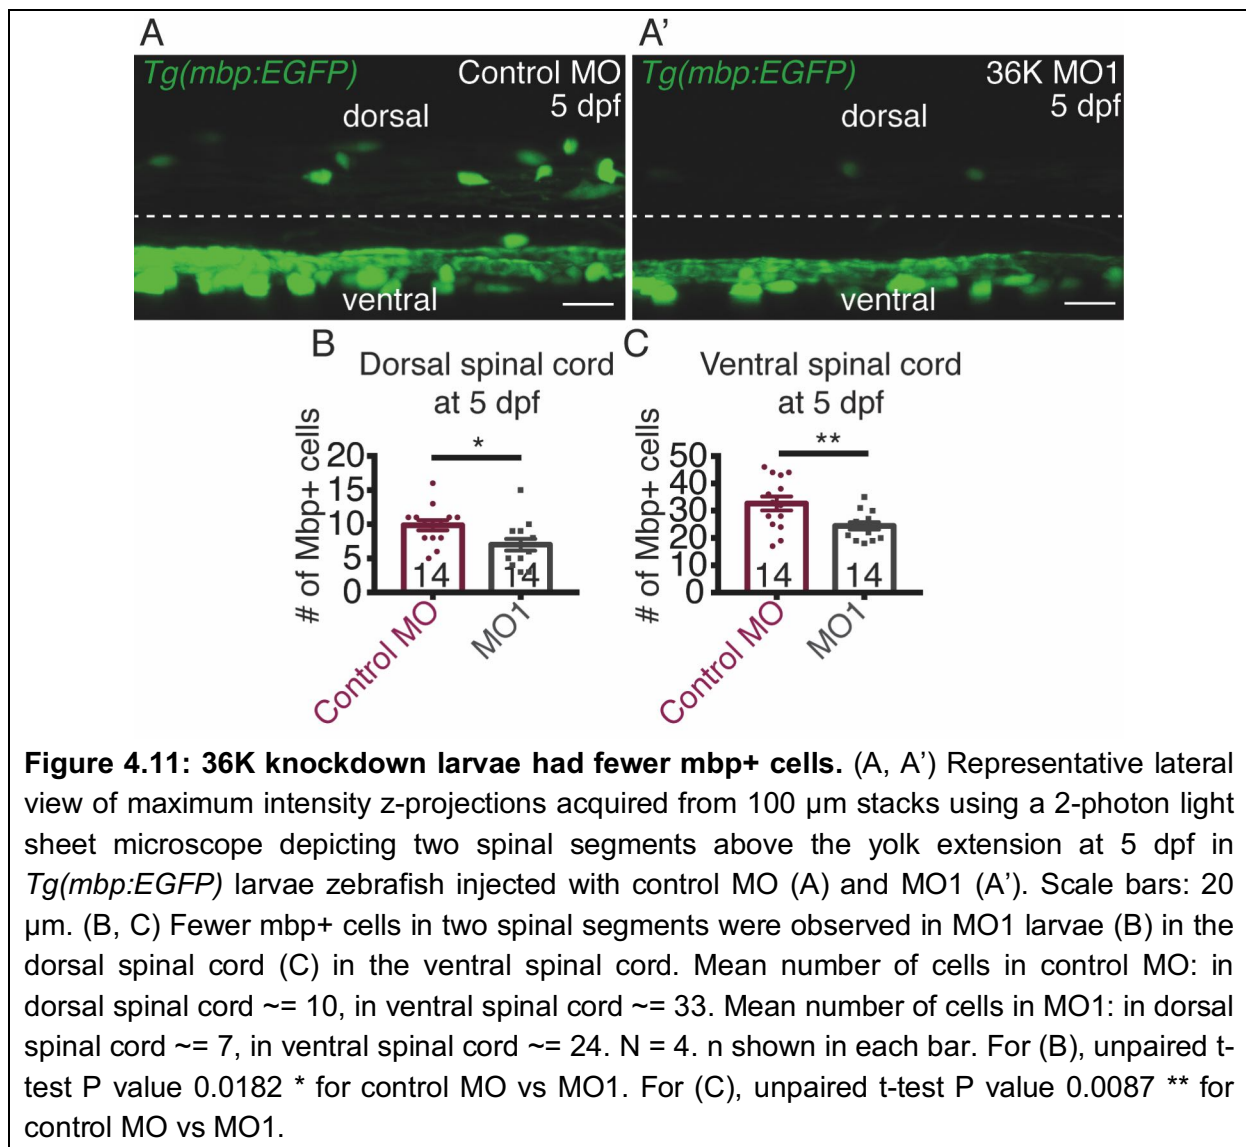 A
A'
Tg(mbp:EGFP) Control MO
5 dpf
dorsal
ventral
Tg(mbp:EGFP) 36K MO1
5 dpf
dorsal
ventral
B
Dorsal spinal cord
at 5 dpf
# of Mbp+ cells
20
15
10
5
0
*
14
14
Control MO
MO1
C
Ventral spinal cord
at 5 dpf
# of Mbp+ cells
50
40
30
20
10
0
**
14
14
Control MO
MO1
Figure 4.11: 36K knockdown larvae had fewer mbp+ cells. (A, A’) Representative lateral
view of maximum intensity z-projections acquired from 100 µm stacks using a 2-photon light
sheet microscope depicting two spinal segments above the yolk extension at 5 dpf in
Tg(mbp:EGFP) larvae zebrafish injected with control MO (A) and MO1 (A’). Scale bars: 20
µm. (B, C) Fewer mbp+ cells in two spinal segments were observed in MO1 larvae (B) in the
dorsal spinal cord (C) in the ventral spinal cord. Mean number of cells in control MO: in
dorsal spinal cord ~= 10, in ventral spinal cord ~= 33. Mean number of cells in MO1: in dorsal
spinal cord ~= 7, in ventral spinal cord ~= 24. N = 4. n shown in each bar. For (B), unpaired t-
test P value 0.0182 * for control MO vs MO1. For (C), unpaired t-test P value 0.0087 ** for
control MO vs MO1.